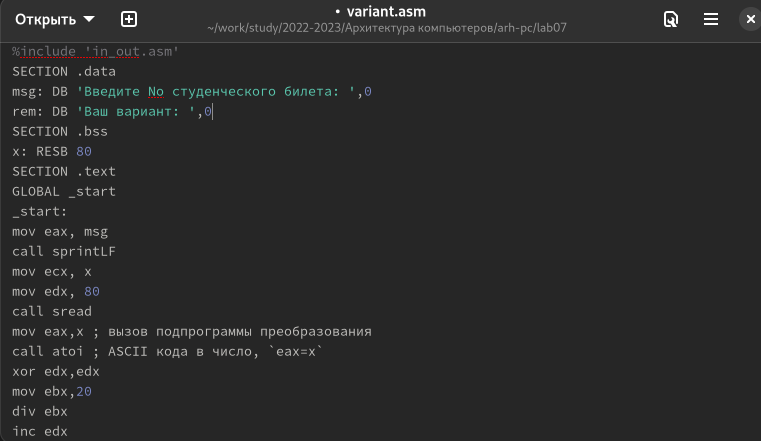 Открыть
• variant.asm
~/work/study/2022-2023/Архитектура компьютеров/arh-pc/lab07
%include 'in_out.asm'
SECTION .data
msg: DB 'Введите No студенческого билета: ',0
rem: DB 'Ваш вариант: ',0
SECTION .bss
x: RESB 80
SECTION .text
GLOBAL _start
_start:
mov eax, msg
call sprintLF
mov ecx, x
mov edx, 80
call sread
mov eax,x ; вызов подпрограммы преобразования
call atoi ; ASCII кода в число, `eax=x`
xor edx,edx
mov ebx,20
div ebx
inc edx